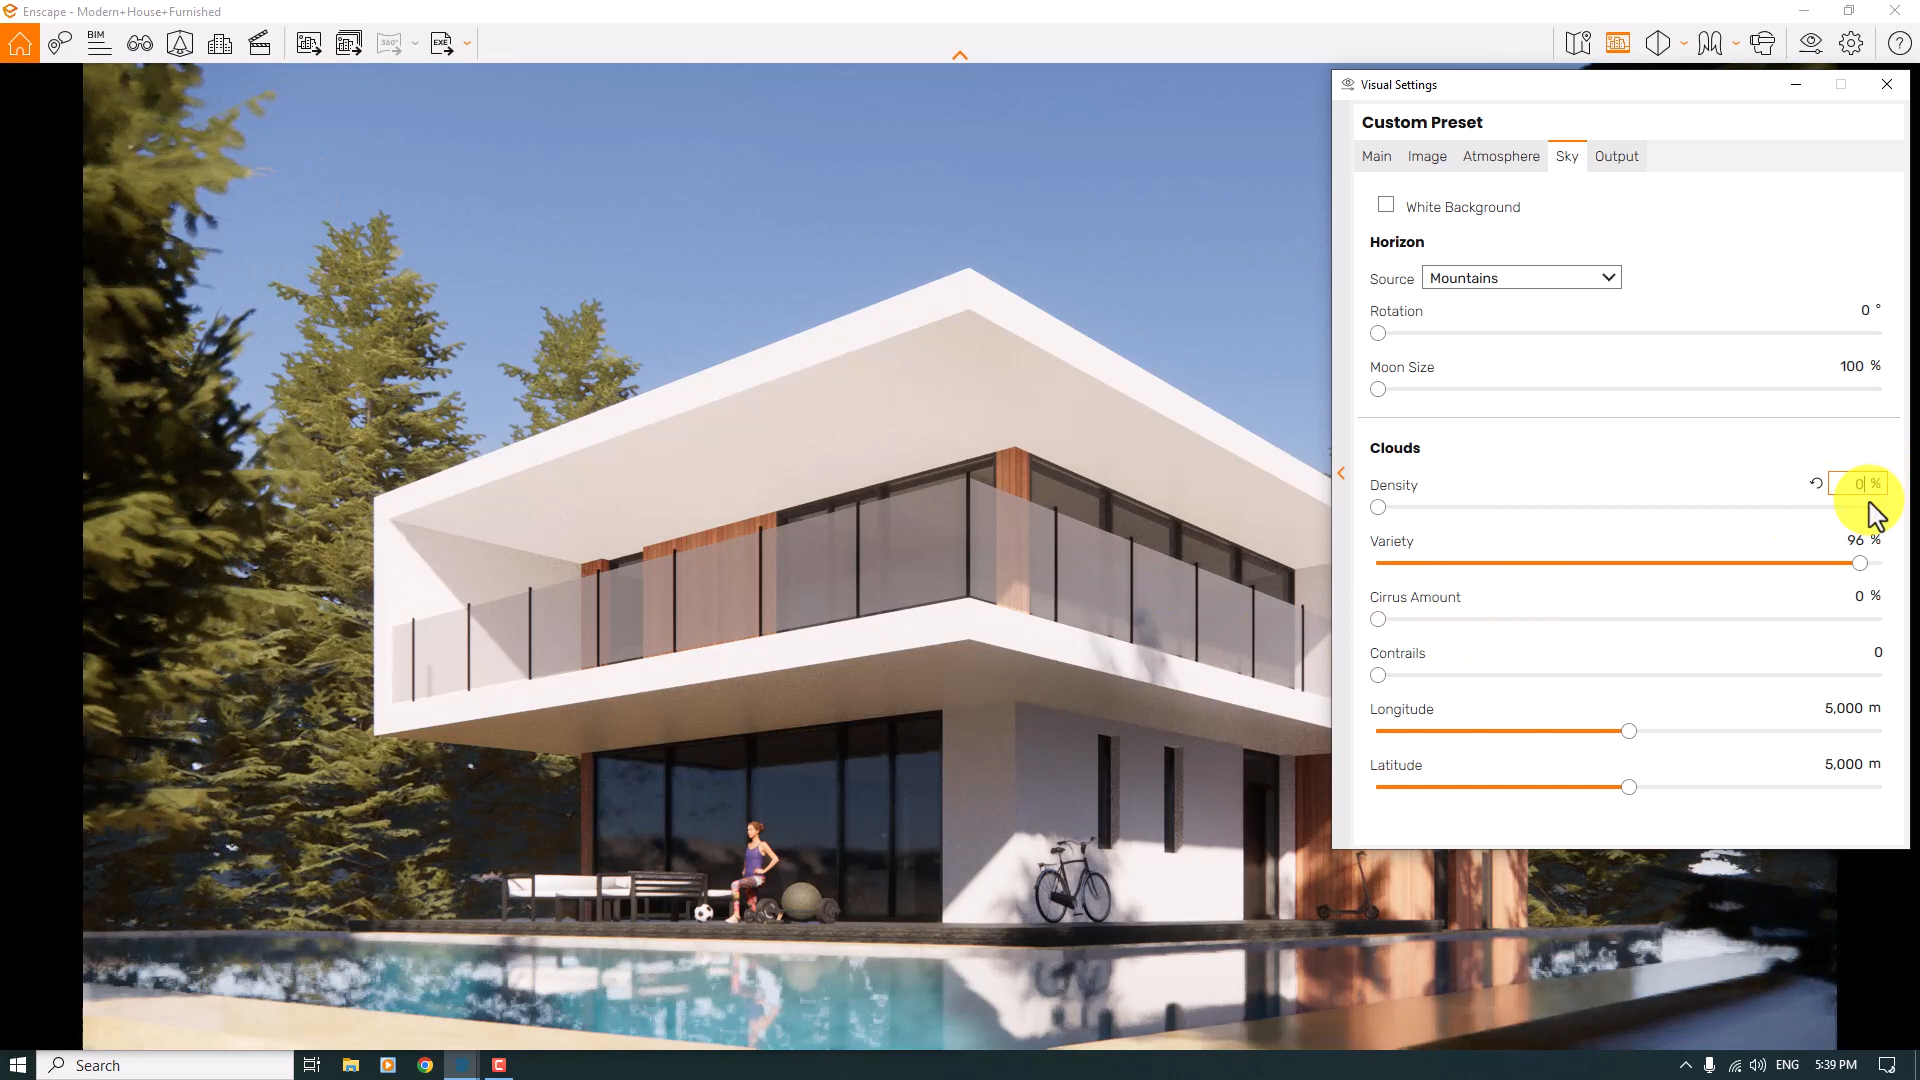 Enscape - Modern+House+Furnished
BIM
360°
EXE
Visual Settings
Custom Preset
Main Image Atmosphere Sky Output
White Background
Horizon
Source Mountains
Rotation 0 °
Moon Size 100 %
Clouds
Density 0 %
Variety 96 %
Cirrus Amount 0 %
Contrails 0
Longitude 5,000 m
Latitude 5,000 m
Search
ENG 5:39 PM